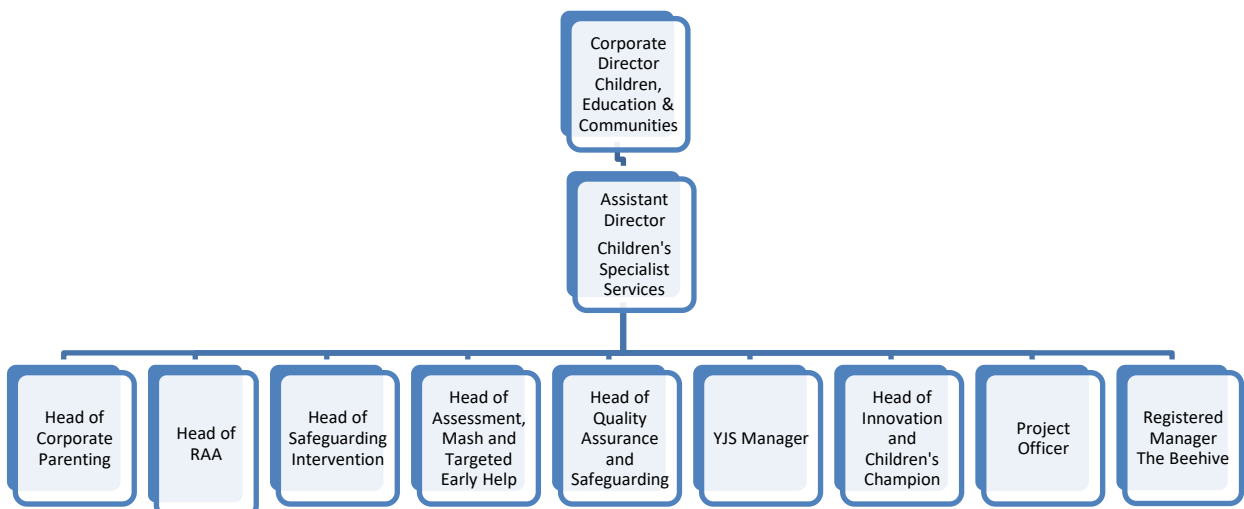 Corporate
Director
Children,
Education &
Communities
Assistant
Director
Children's
Specialist
Services
Head of
Corporate
Parenting
Head of
RAA
Head of
Safeguarding
Intervention
Head of
Assessment,
Mash and
Targeted
Early Help
Head of
Quality
Assurance
and
Safeguarding
YJS Manager
Head of
Innovation
and
Children's
Champion
Project
Officer
Registered
Manager
The Beehive